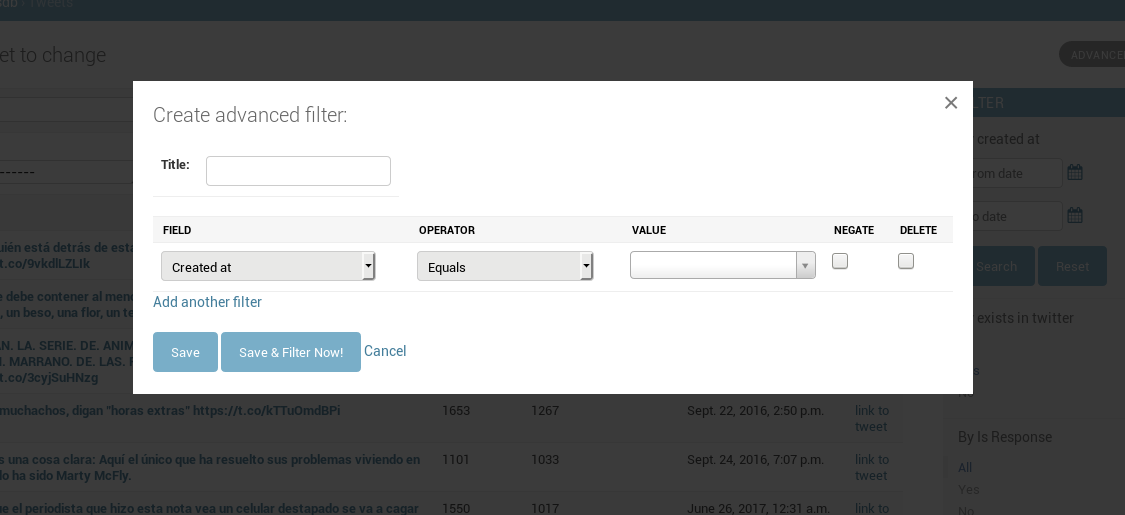 Tweets
et to change
Create advanced filter:
×
Title:
FIELD OPERATOR VALUE NEGATE DELETE
Created at Equals
Add another filter
Save Save & Filter Now! Cancel
created at
date
date
Search Reset
exists in twitter
uién está detrás de esta
t.co/9vkdlLZLIk
e debe contener al meno
, un beso, una flor, un te
AN. LA. SERIE. DE. ANIM
I. MARRANO. DE. LAS.
t.co/3cyjSuHNzg
muchachos, digan "horas extras" https://t.co/kTTuOmdBPi 1653 1267 Sept. 22, 2016, 2:50 p.m. link to
tweet
s una cosa clara: Aquí el único que ha resuelto sus problemas viviendo en 1101 1033 Sept. 24, 2016, 7:07 p.m. link to
do ha sido Marty McFly. tweet
ue el periodista que hizo esta nota vea un celular destapado se va a cagar 1550 1017 June 26, 2017, 12:31 a.m. link to
By Is Response
All
Yes
No